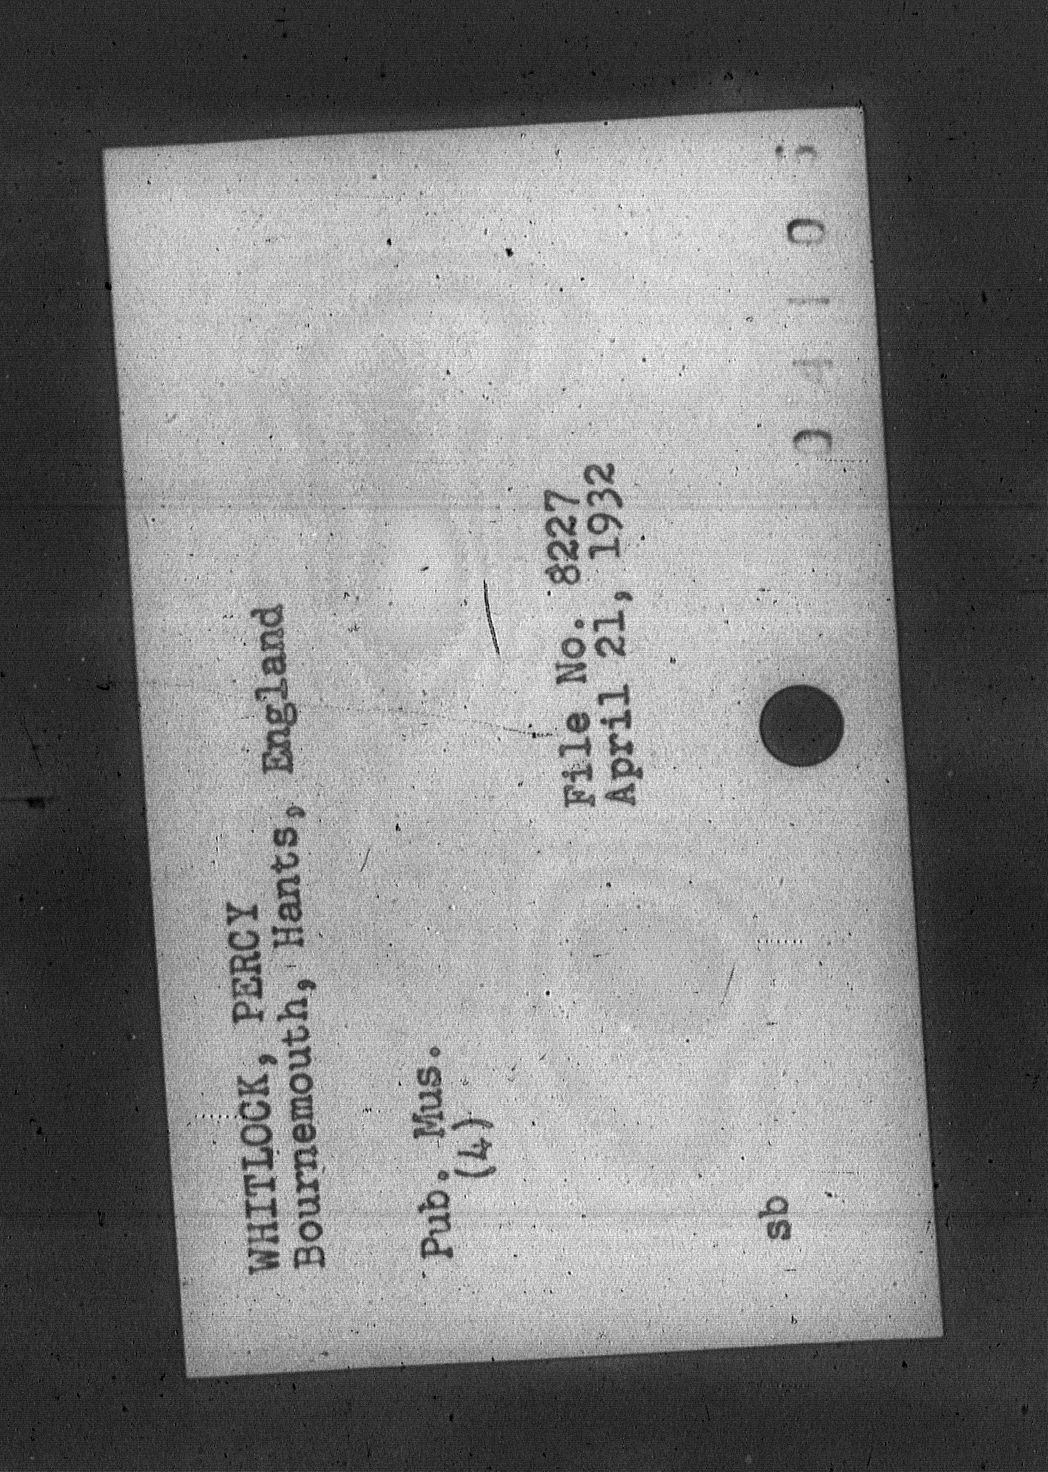 WHITLOCK, PERCY
Bournemouth, Hants, England
Pub. Mus.
(4)
File No. 8227
April 21, 1932
sb